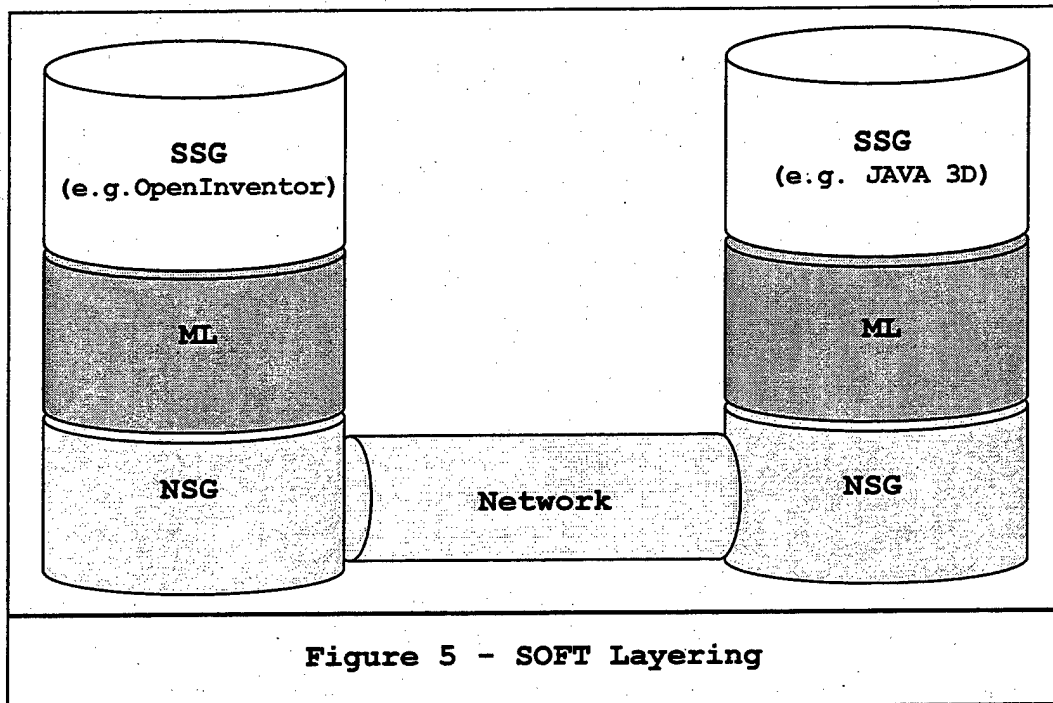 SSG
(e.g.OpenInventor)
ML
NSG
Network
SSG
(e.g. JAVA 3D)
ML
NSG
Figure 5 - SOFT Layering